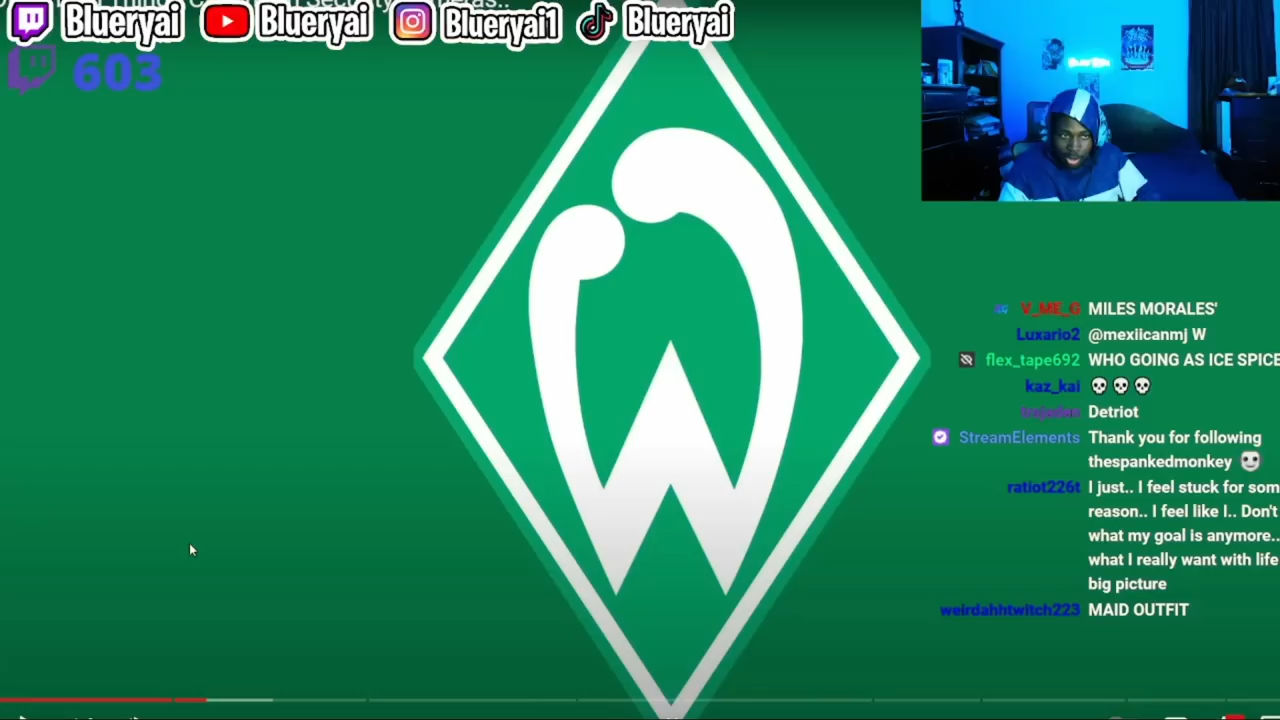 Blueryai Blueryai Blueryai1 Blueryai
603
W
V_ME_G MILES MORALES'
Luxario2 @mexiicanmj W
flex_tape692 WHO GOING AS ICE SPICE
kaz_kai 💀💀💀
Detriot
StreamElements Thank you for following
thespankedmonkey
ratiot226t I just.. I feel stuck for som
reason.. I feel like I.. Don't
what my goal is anymore..
what I really want with life
big picture
weirdahhtwitch223 MAID OUTFIT